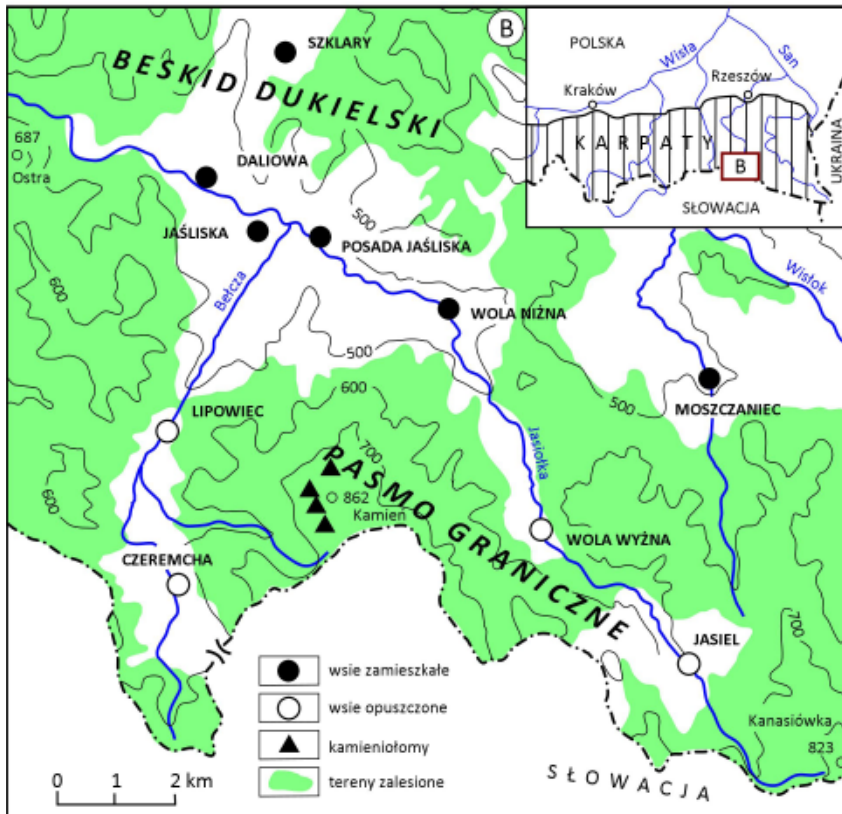 B
POLSKA
Wisła
San
Kraków
Rzeszów
KARPATY
B
UKRAINA
SŁOWACJA
SZKLARY
BESKID DUKIELSKI
687
Ostra
DALIOWA
JAŚLISKA
500
POSADA JAŚLISKA
Wisłok
600
Bełcza
WOLA NIŻNA
500
600
MOSZCZANIEC
500
LIPOWIEC
700
Jasiołka
PASMO GRANICZNE
600
862
Kamien
WOLA WYŻNA
CZEREMCHA
JASIEL
700
wsie zamieszkałe
wsie opuszczone
Kanasiówka
kamieniołomy
823
tereny zalesione
0 1 2 km
SŁOWACJA